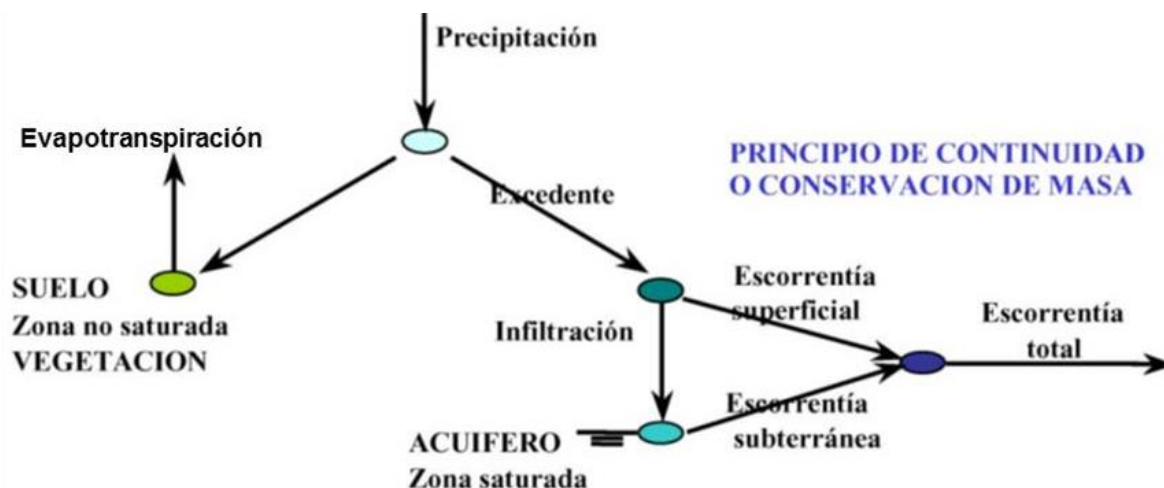 Precipitación
Evapotranspiración
PRINCIPIO DE CONTINUIDAD
O CONSERVACION DE MASA
Excedente
SUELO
Zona no saturada
VEGETACION
Escorrentía
superficial
Infiltración
Escorrentía
total
Escorrentía
subterránea
ACUIFERO
Zona saturada